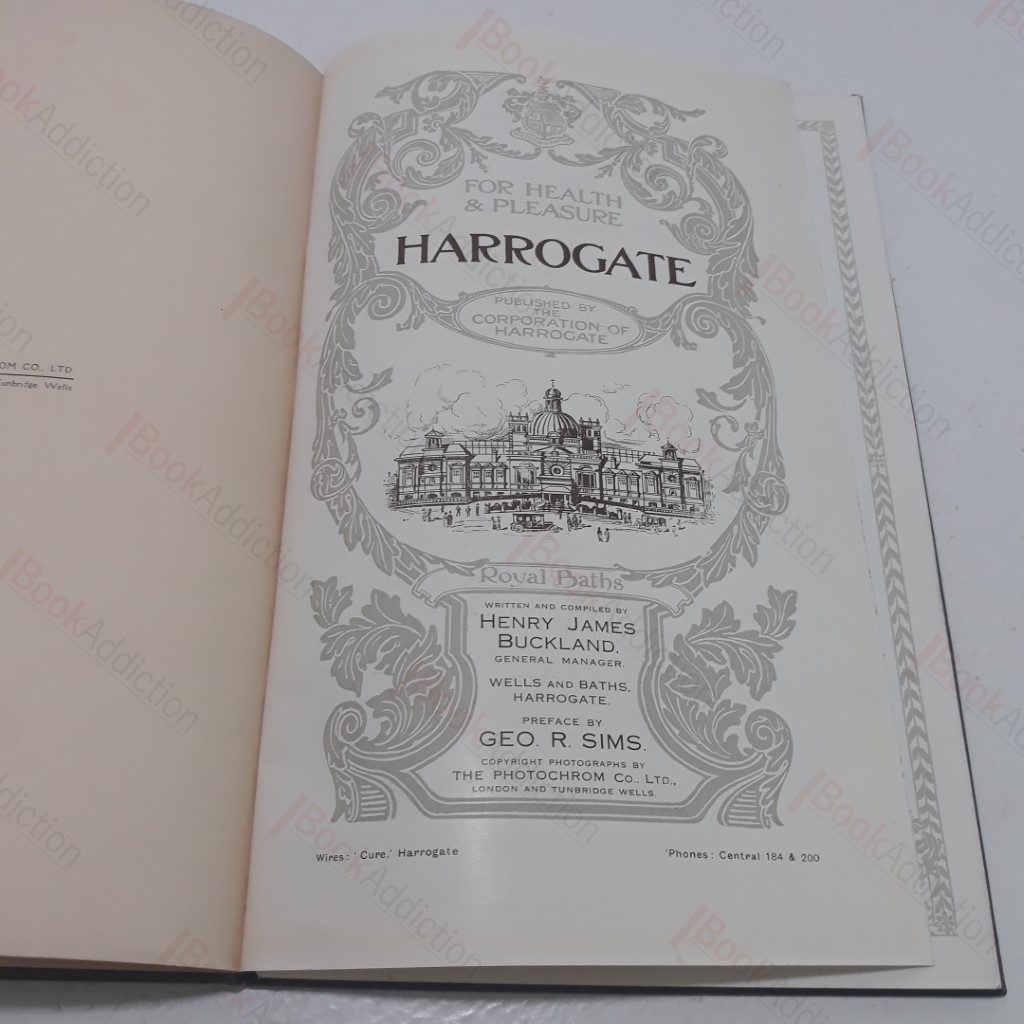 OM CO., LTD.
Tunbridge Wells
FOR HEALTH
& PLEASURE
HARROGATE
PUBLISHED BY
THE
CORPORATION OF
HARROGATE
Royal Baths
WRITTEN AND COMPILED BY
HENRY JAMES
BUCKLAND,
GENERAL MANAGER.
WELLS AND BATHS,
HARROGATE.
PREFACE BY
GEO. R. SIMS.
COPYRIGHT PHOTOGRAPHS BY
THE PHOTOCHROM CO., LTD.,
LONDON AND TUNBRIDGE WELLS.
Wires: 'Cure,' Harrogate
'Phones: Central 184 & 200
BookAddiction